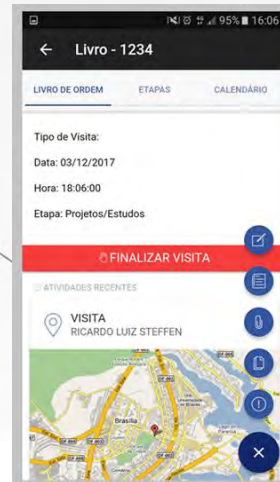 95% 16:06
Livro - 1234
LIVRO DE ORDEM ETAPAS CALENDÁRIO
Tipo de Visita:
Data: 03/12/2017
Hora: 18:06:00
Etapa: Projetos/Estudos
FINALIZAR VISITA
ATIVIDADES RECENTES
VISITA
RICARDO LUIZ STEFFEN
Brasília